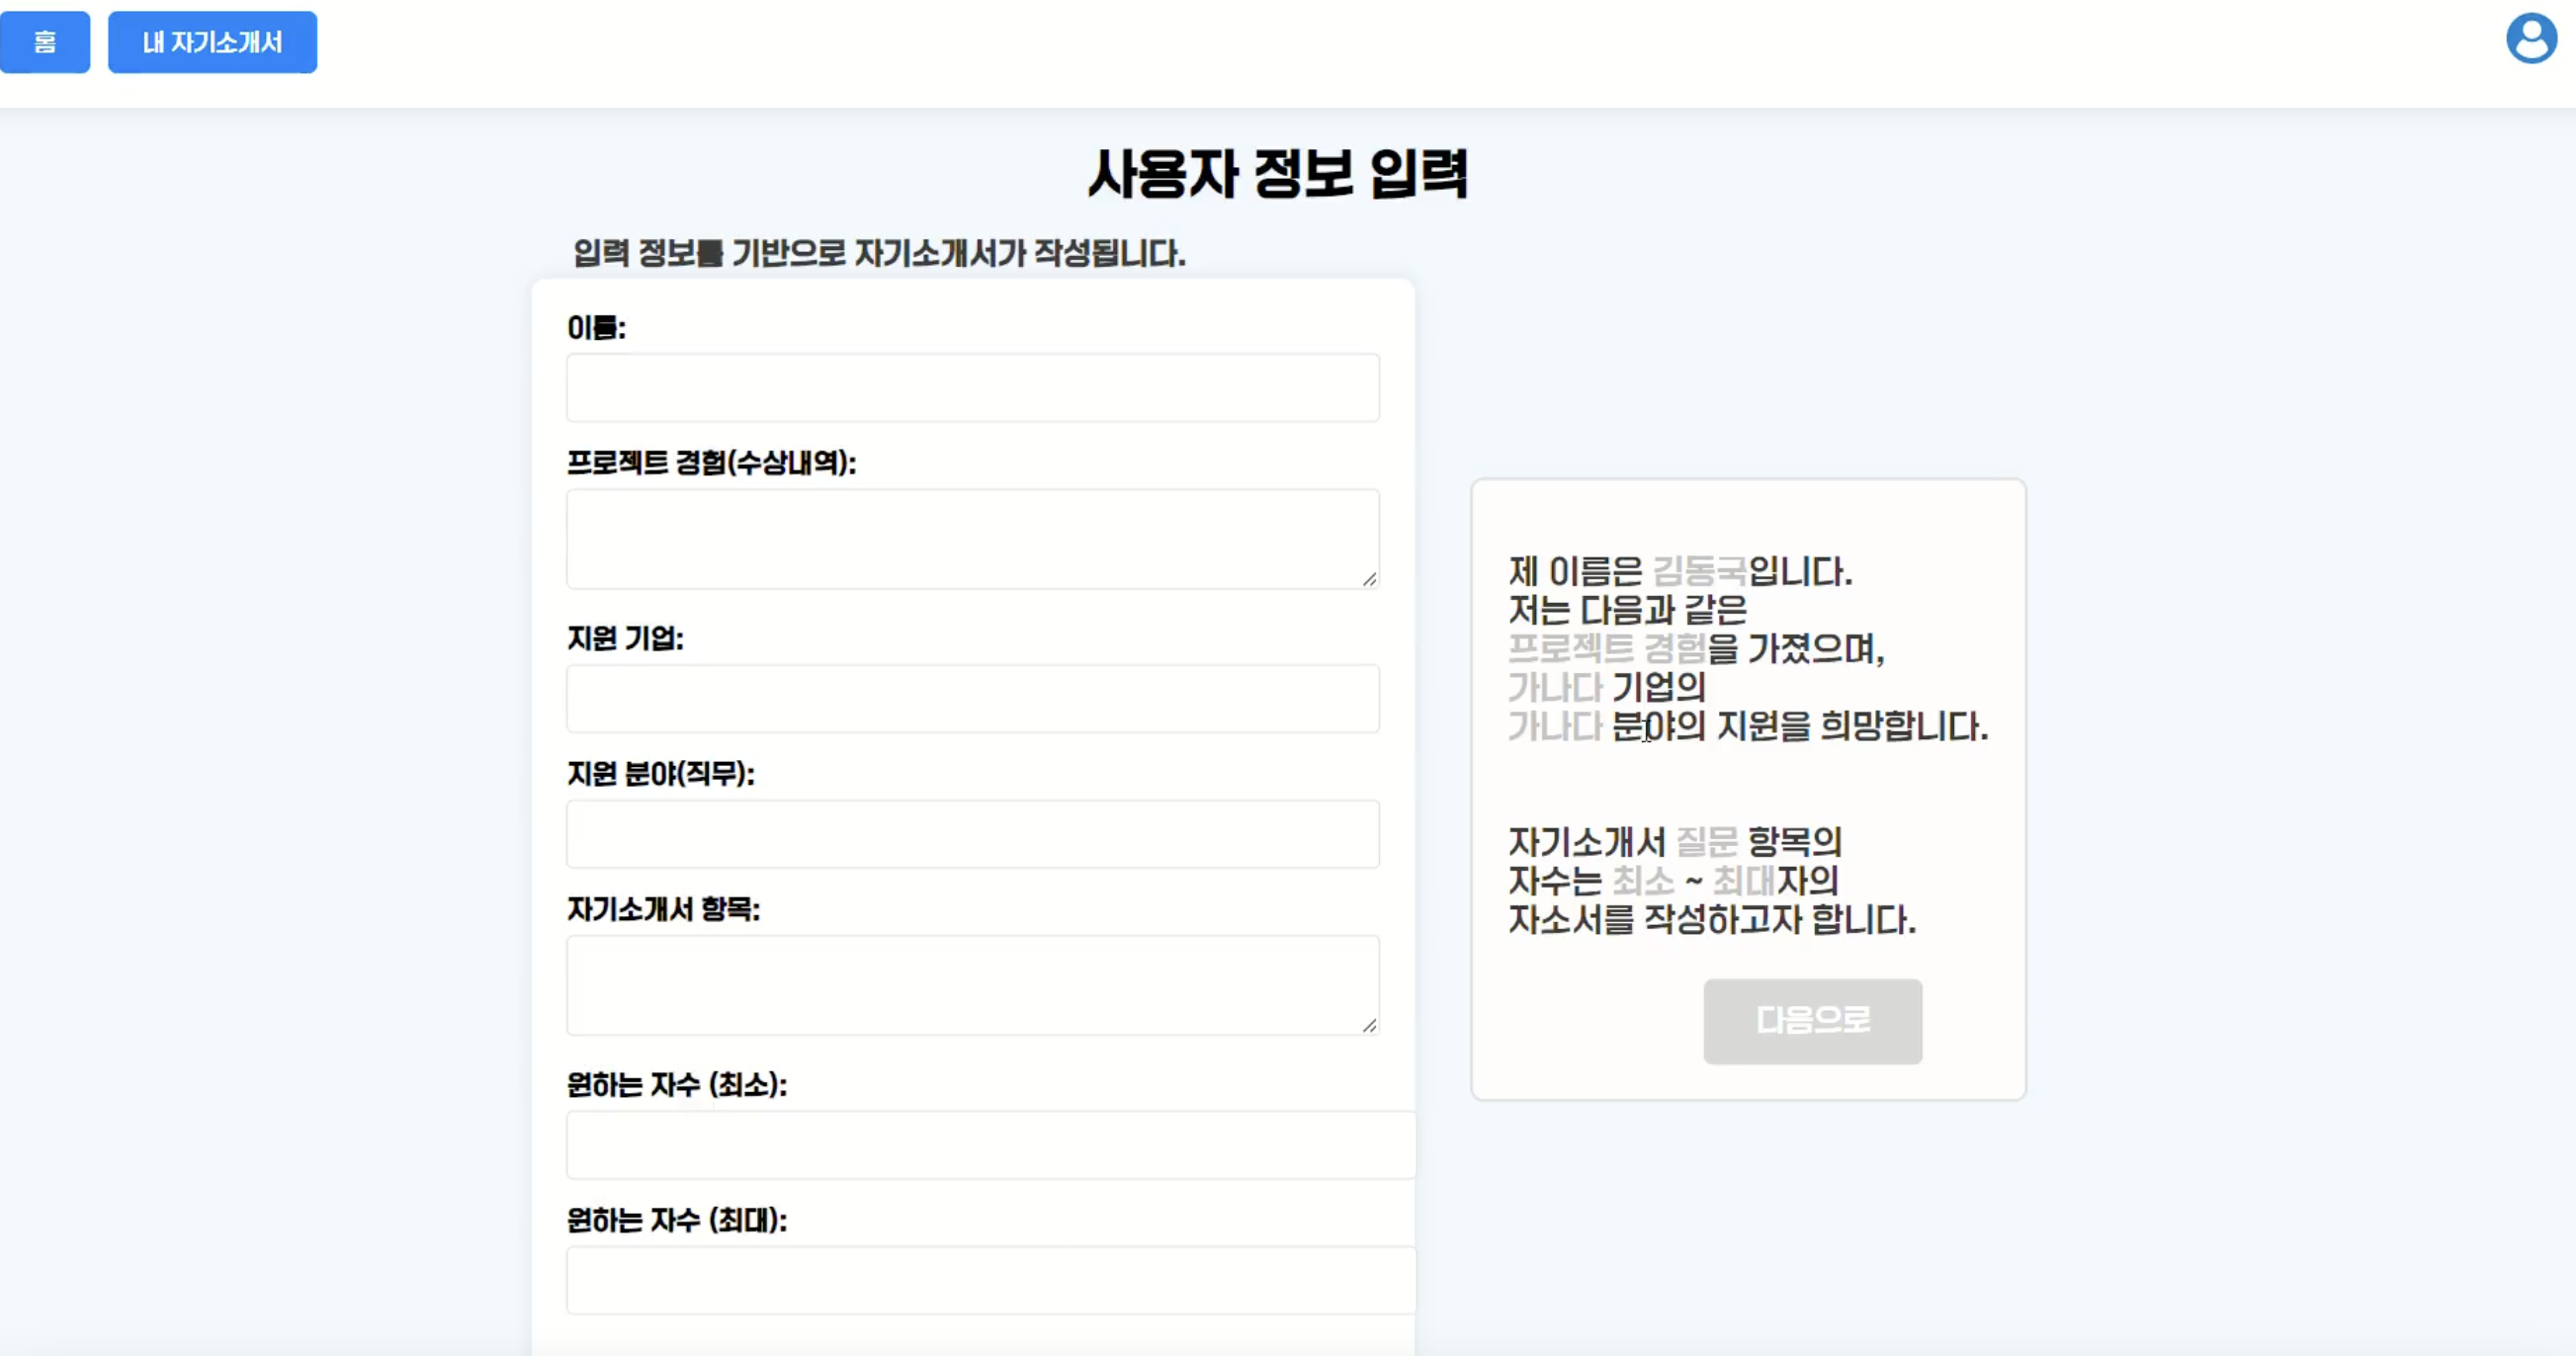 홈
내 자기소개서
사용자 정보 입력
입력 정보를 기반으로 자기소개서가 작성됩니다.
이름:
프로젝트 경험(수상내역):
지원 기업:
지원 분야(직무):
자기소개서 항목:
원하는 자수 (최소):
원하는 자수 (최대):
제 이름은 김동국입니다.
저는 다음과 같은
프로젝트 경험을 가졌으며,
가나다 기업의
가나다 분야의 지원을 희망합니다.
자기소개서 질문 항목의
자수는 최소 ~ 최대자의
자소서를 작성하고자 합니다.
다음으로